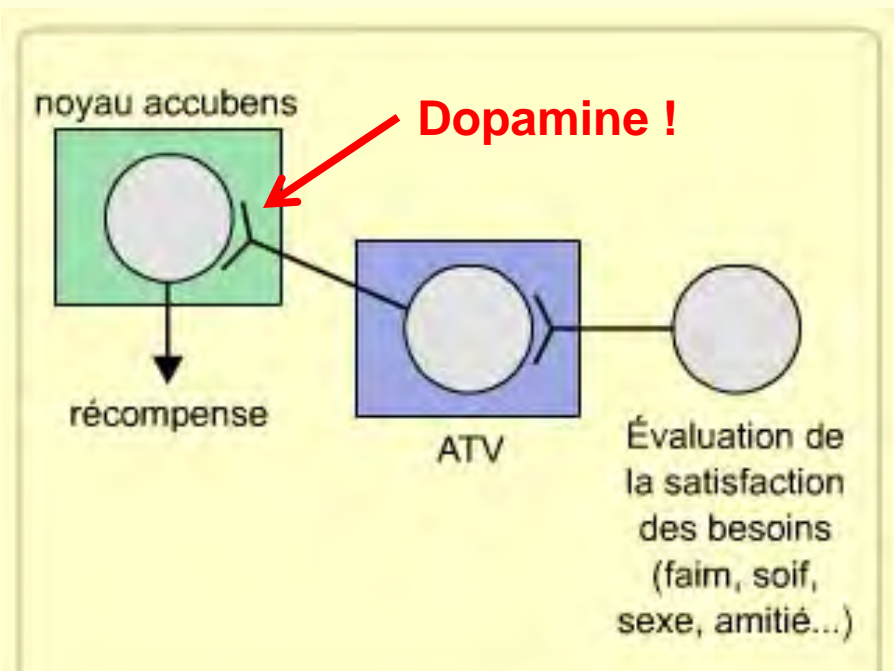 noyau accubens
Dopamine !
récompense
ATV
Évaluation de
la satisfaction
des besoins
(faim, soif,
sexe, amitié...)